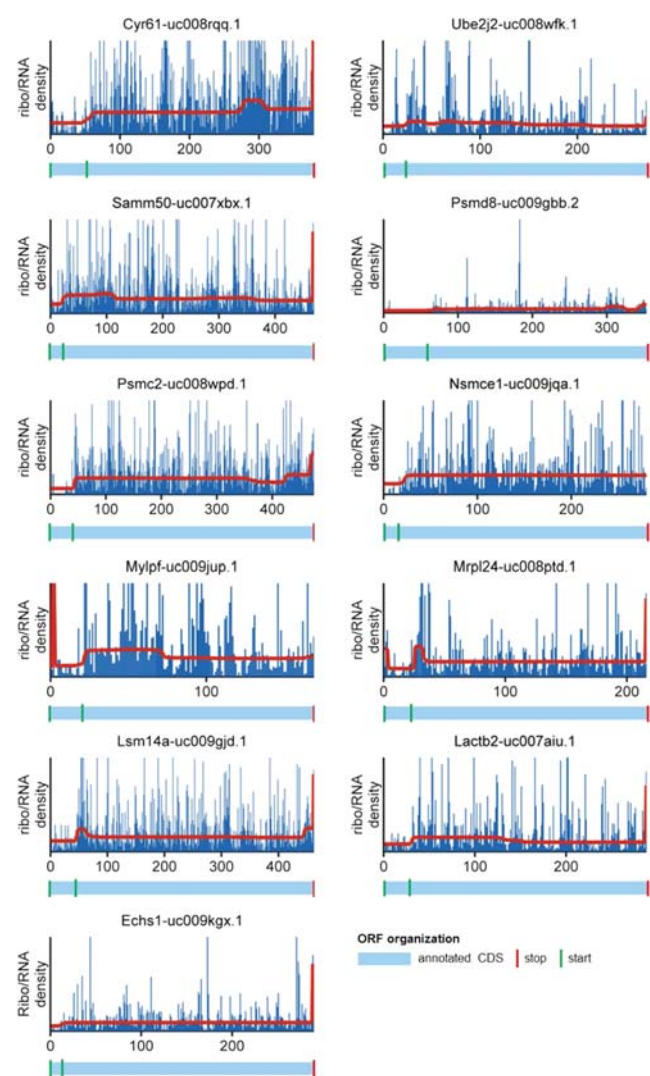 Cyr61-uc008rqq.1
ribo/RNA
density
0 100 200 300
Ube2j2-uc008wfk.1
ribo/RNA
density
0 100 200
Samm50-uc007xbx.1
ribo/RNA
density
0 100 200 300 400
Psmd8-uc009gbb.2
ribo/RNA
density
100 200 300
Psmc2-uc008wpd.1
ribo/RNA
density
0 100 200 300 400
Nsmce1-uc009jqa.1
ribo/RNA
density
0 100 200
Mylpf-uc009jup.1
ribo/RNA
density
0 100
Mrpl24-uc008ptd.1
ribo/RNA
density
0 100 200
Lsm14a-uc009gjd.1
ribo/RNA
density
0 100 200 300 400
Lactb2-uc007aiu.1
ribo/RNA
density
0 100 200
Echs1-uc009kgx.1
Ribo/RNA
density
0 100 200
ORF organization
annotated CDS stop start